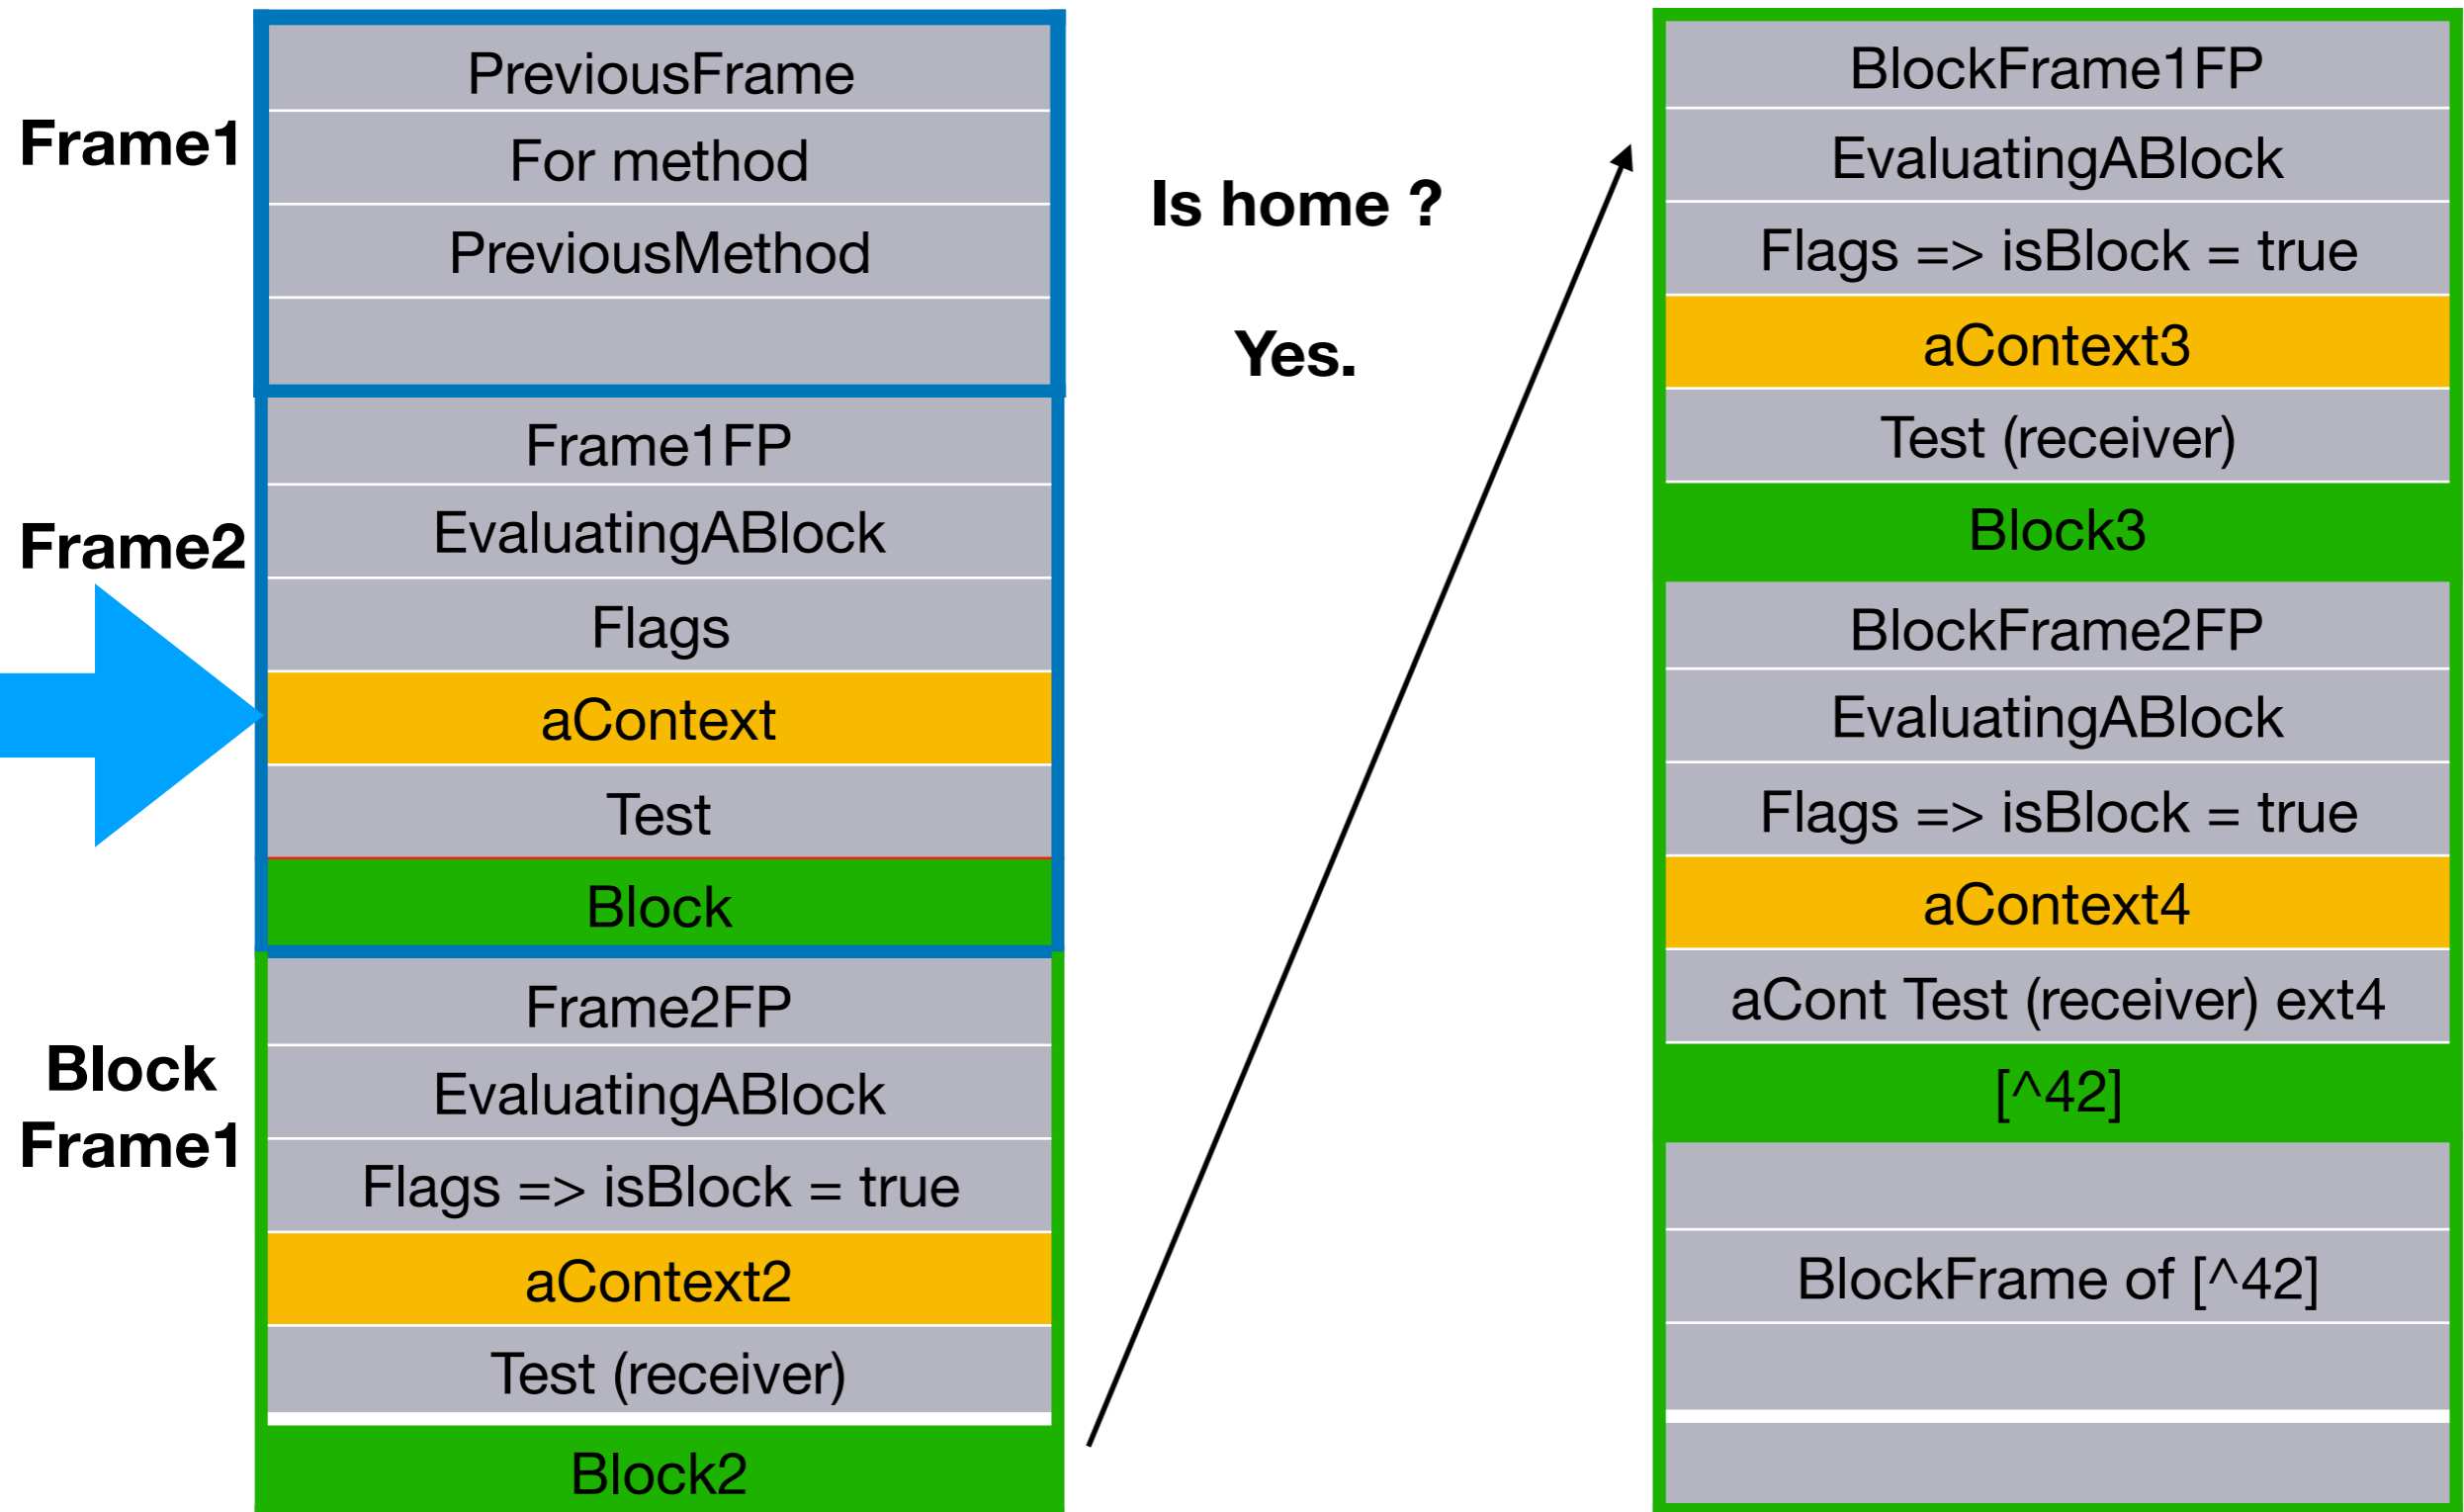 Frame1
PreviousFrame
For method
PreviousMethod
Frame2
Frame1FP
EvaluatingABlock
Flags
aContext
Test
Block
Block
Frame1
Frame2FP
EvaluatingABlock
Flags => isBlock = true
aContext2
Test (receiver)
Block2
Is home ?
Yes.
BlockFrame1FP
EvaluatingABlock
Flags => isBlock = true
aContext3
Test (receiver)
Block3
BlockFrame2FP
EvaluatingABlock
Flags => isBlock = true
aContext4
aCont Test (receiver) ext4
[^42]
BlockFrame of [^42]